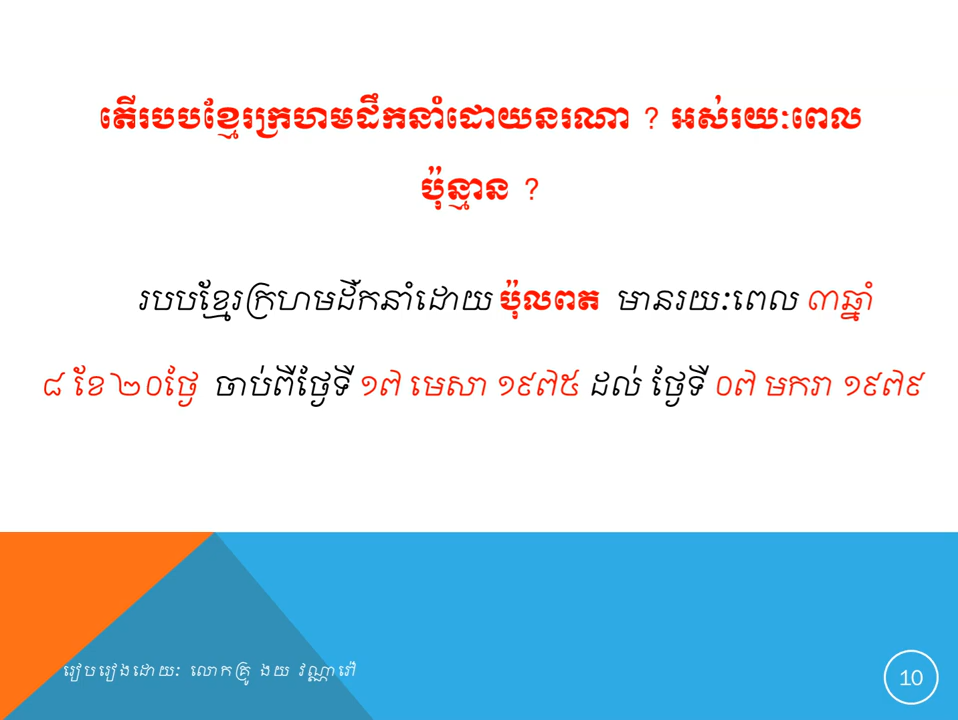 តើរបបខ្មែរក្រហមដឹកនាំដោយនរណា ? អស់រយៈពេល
ប៉ុន្មាន ?
របបខ្មែរក្រហមដឹកនាំដោយ ប៉ុលពត មានរយៈពេល ៣ឆ្នាំ
៨ ខែ ២០ថ្ងៃ ចាប់ពីថ្ងៃទី ១៧ មេសា ១៩៧៥ ដល់ ថ្ងៃទី ០៧ មករា ១៩៧៩
រៀបរៀងដោយៈ លោកគ្រូ ងយ វណ្ណារ៉ា
10